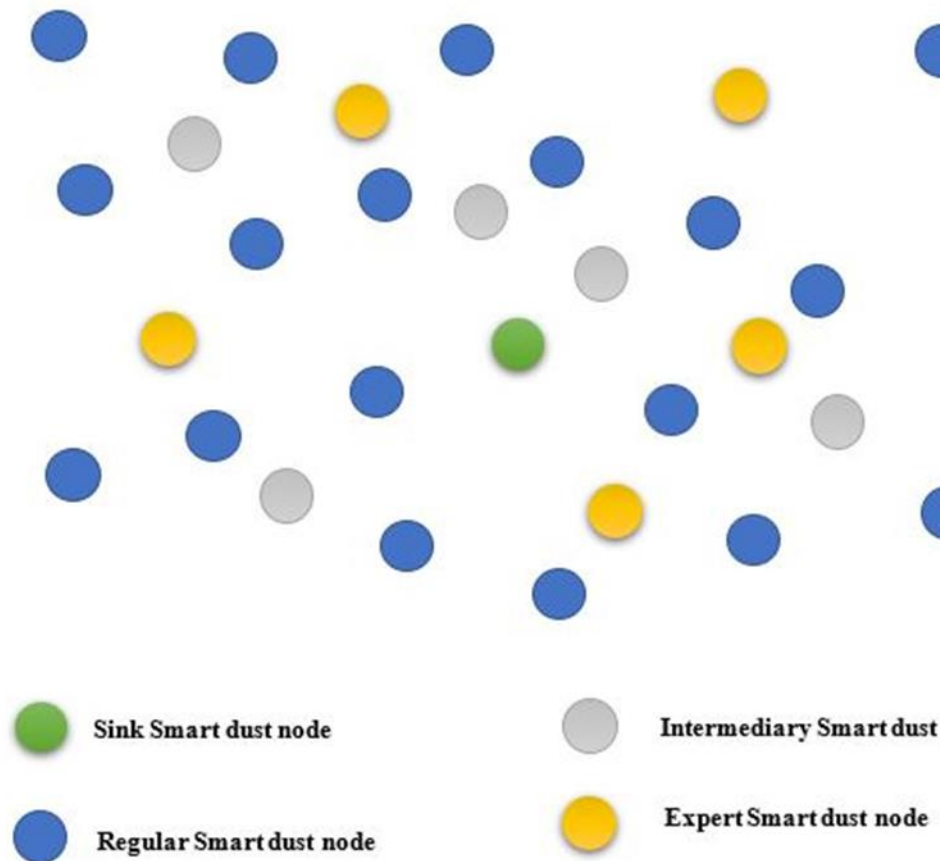 Sink Smart dust node
Intermediary Smart dust
Regular Smart dust node
Expert Smart dust node